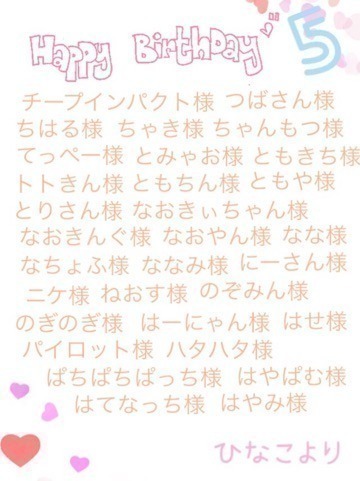 Happy Birthday 5
チープインパクト様 つばさん様
ちはる様 ちゃき様 ちゃんもつ様
てっぺー様 とみゃお様 ともきち様
トトきん様 ともちん様 ともや様
とりさん様 なおきぃちゃん様
なおきんぐ様 なおやん様 なな様
なちょふ様 ななみ様 にーさん様
ニケ様 ねおす様 のぞみん様
のぎのぎ様 はーにゃん様 はせ様
パイロット様 ハタハタ様
ぱちぱちぱっち様 はやぱむ様
はてなっち様 はやみ様
ひなこより